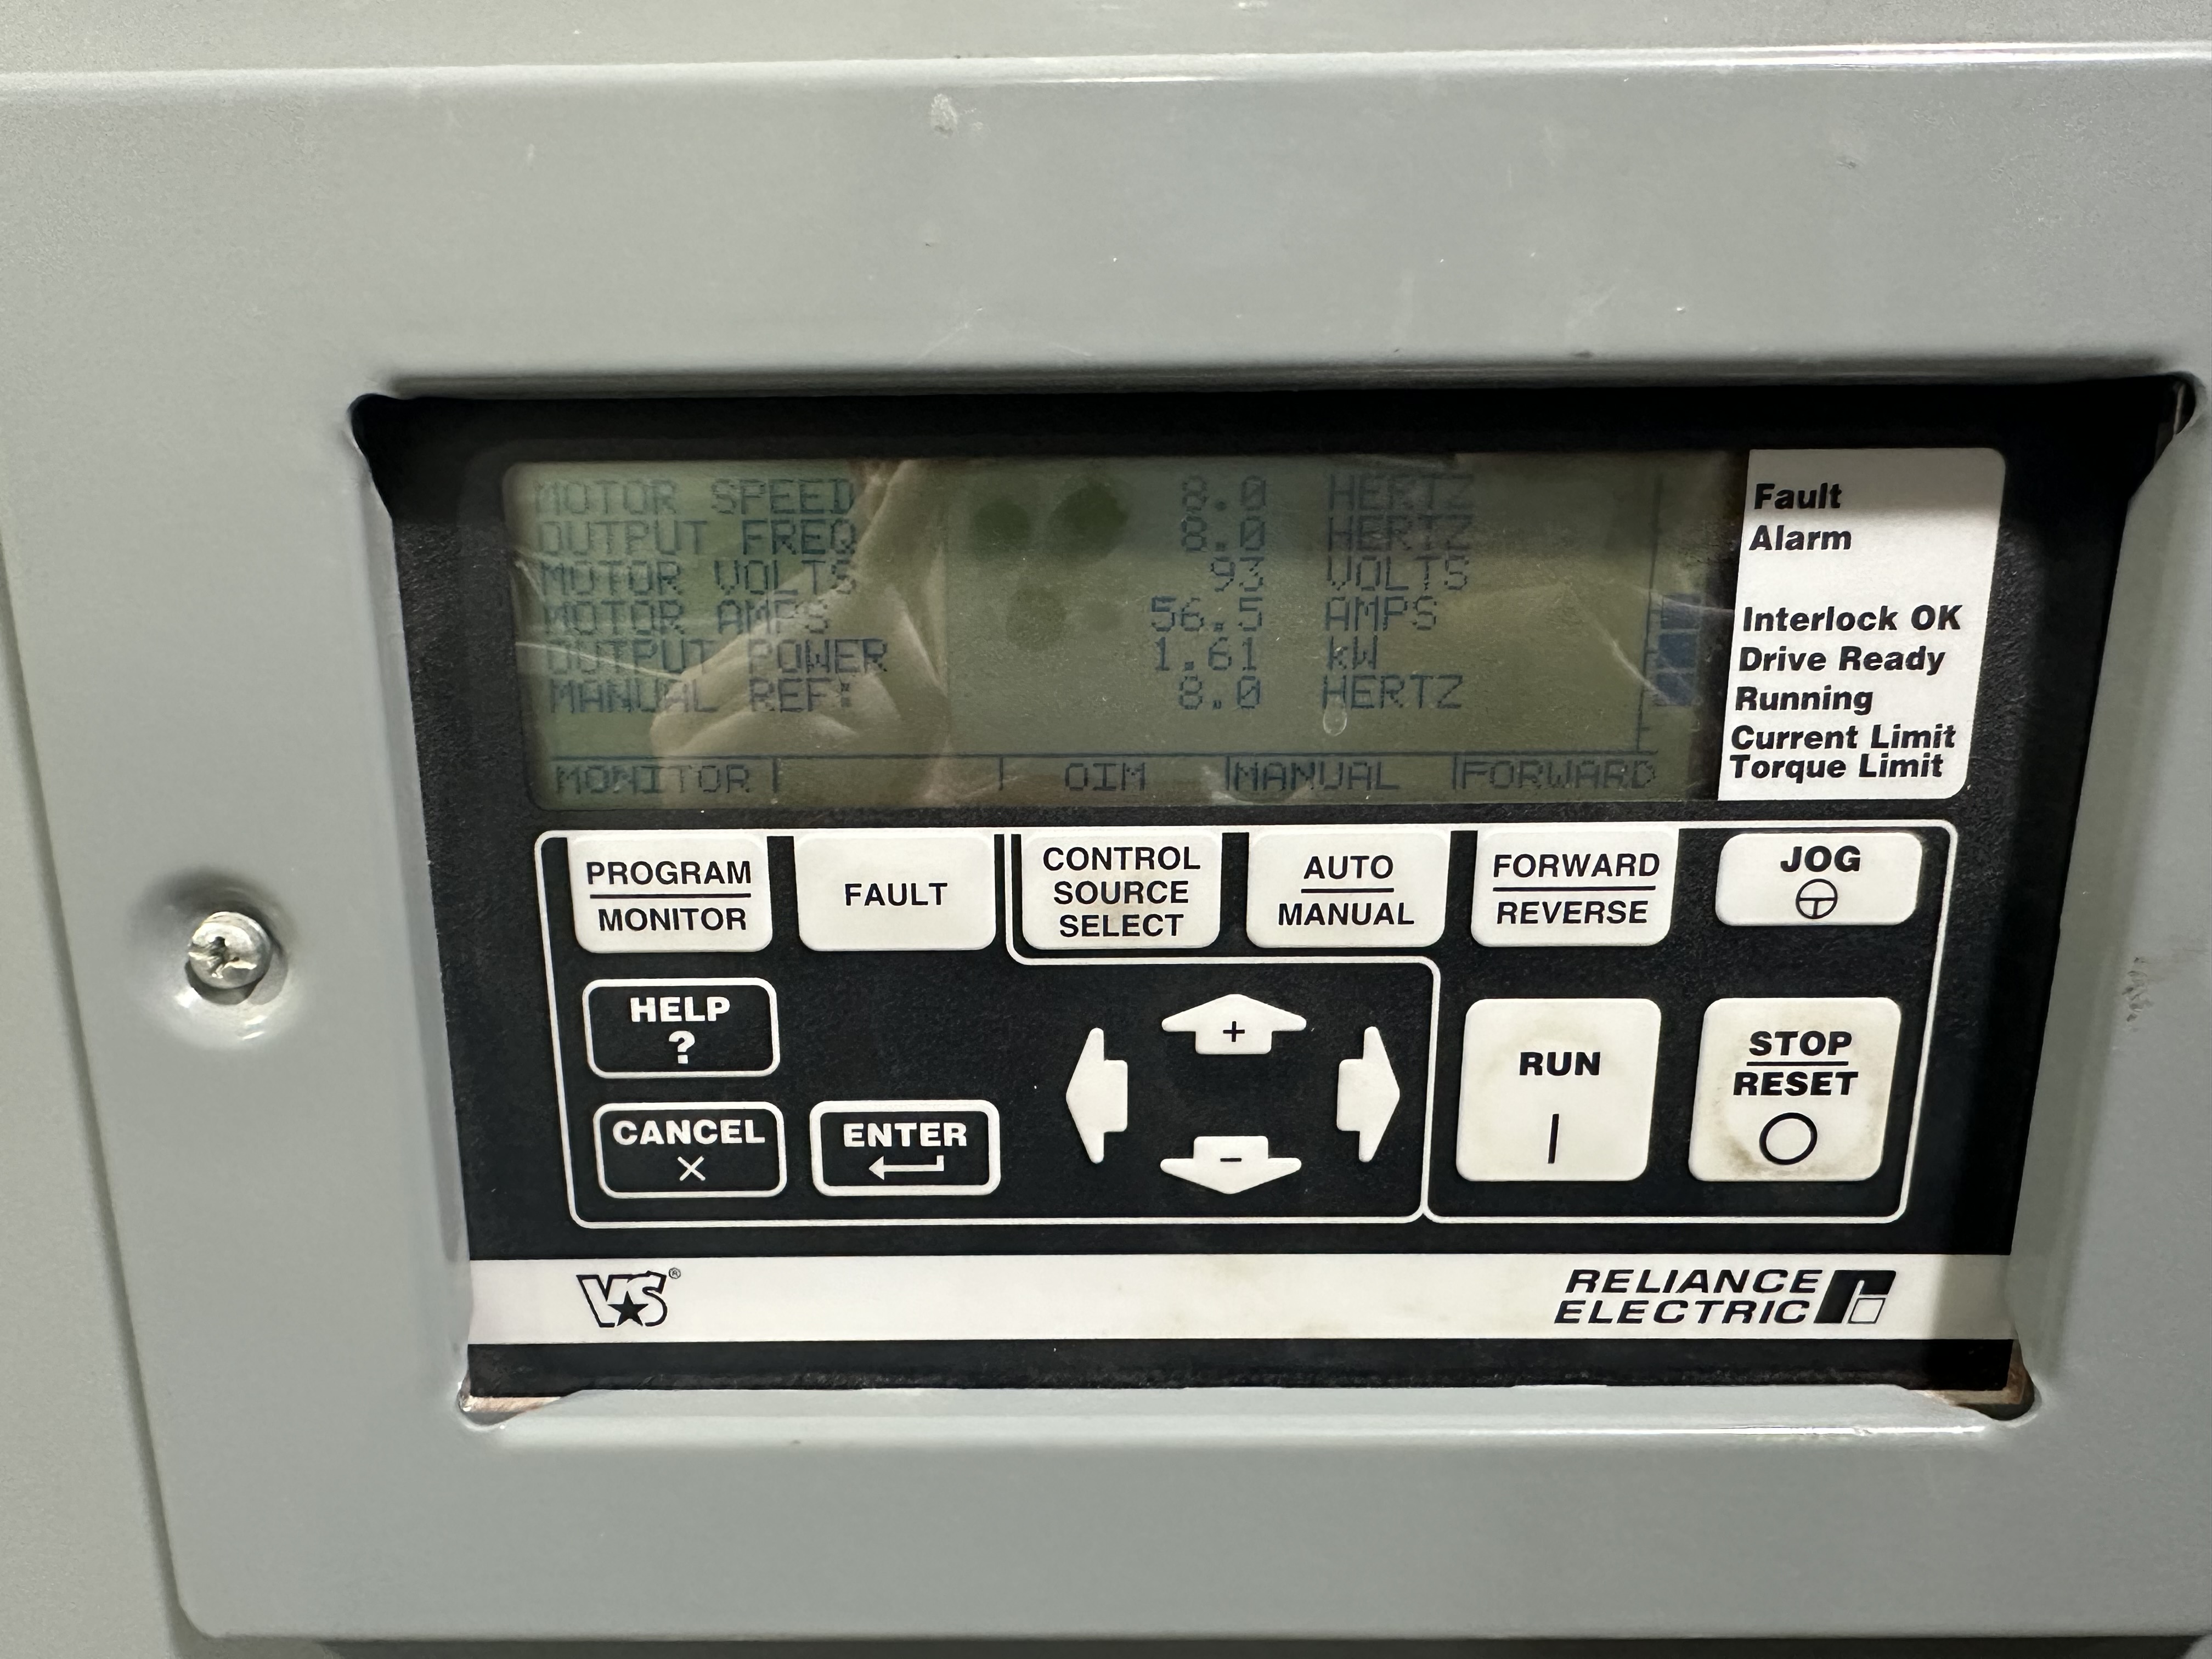 MOTOR SPEED 8.0 HERTZ
OUTPUT FREQ 8.0 HERTZ
MOTOR VOLTS 93 VOLTS
MOTOR AMPS 56.5 AMPS
OUTPUT POWER 1.61 kW
MANUAL REF: 8.0 HERTZ
MONITOR OIM MANUAL FORWARD
Fault
Alarm
Interlock OK
Drive Ready
Running
Current Limit
Torque Limit
PROGRAM
MONITOR
FAULT
CONTROL
SOURCE
SELECT
AUTO
MANUAL
FORWARD
REVERSE
JOG
HELP
?
CANCEL
X
ENTER
+
-
RUN
|
STOP
RESET
O
VS®
RELIANCE
ELECTRIC